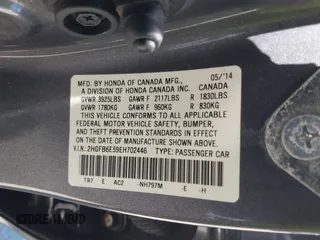 MFD. BY HONDA OF CANADA MFG., 05/'14
A DIVISION OF HONDA CANADA INC. CANADA
GVWR 3925LBS GAWR F 2117LBS R 1830LBS
GVWR 1780KG GAWR F 960KG R 830KG
THIS VEHICLE CONFORMS TO ALL APPLICABLE
FEDERAL MOTOR VEHICLE SAFETY, BUMPER,
AND THEFT PREVENTION STANDARDS IN EFFECT
ON THE DATE OF MANUFACTURE SHOWN ABOVE.
V.I.N.: 2HGFB6E59EH702446 TYPE: PASSENGER CAR
TR7 E AC2 -NH797M -E -H
DREAMBID